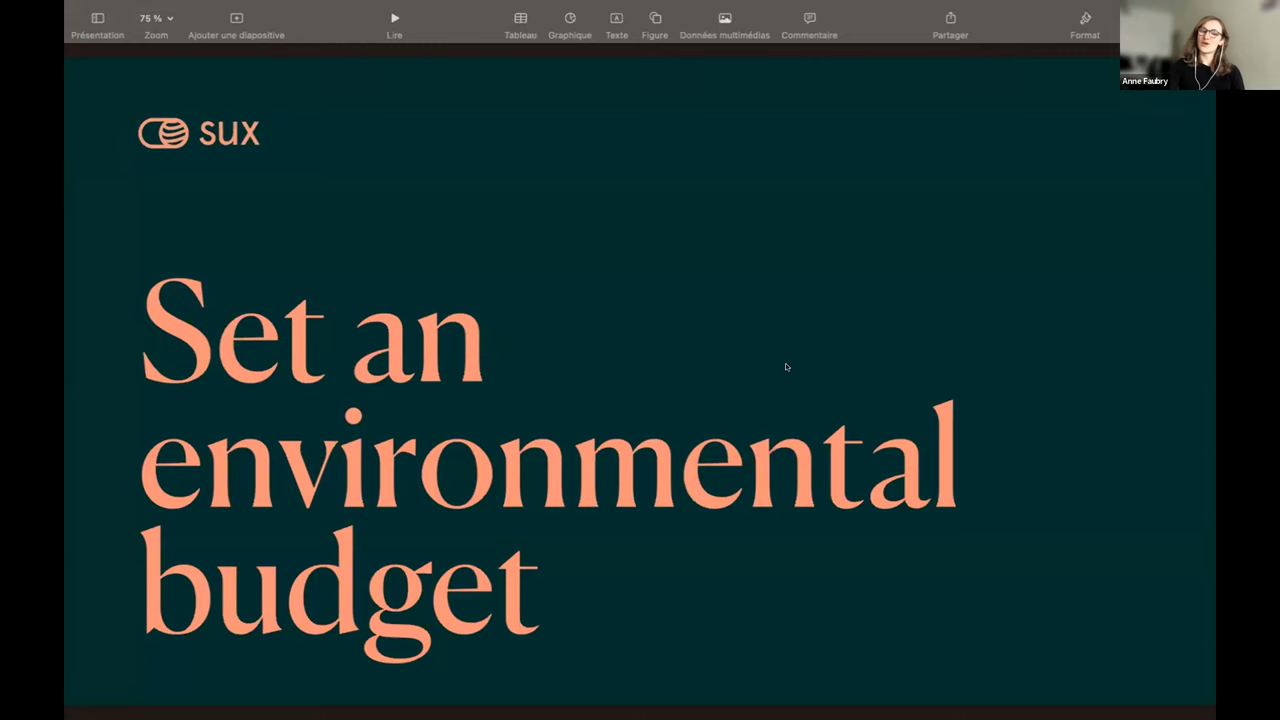 75 %
Présentation
Zoom
Ajouter une diapositive
Lire
Tableau
Graphique
Texte
Figure
Données multimédias
Commentaire
Partager
Format
Anne Faubry
sux
Set an
environmental
budget